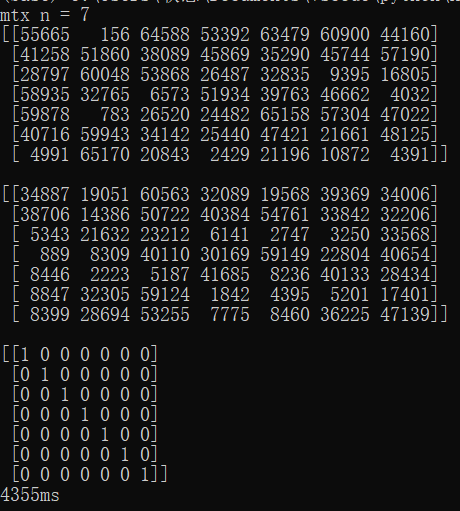 mtx n = 7
[[55665   156 64588 53392 63479 60900 44160]
 [41258 51860 38089 45869 35290 45744 57190]
 [28797 60048 53868 26487 32835  9395 16805]
 [58935 32765  6573 51934 39763 46662  4032]
 [59878   783 26520 24482 65158 57304 47022]
 [40716 59943 34142 25440 47421 21661 48125]
 [ 4991 65170 20843  2429 21196 10872  4391]]
[[34887 19051 60563 32089 19568 39369 34006]
 [38706 14386 50722 40384 54761 33842 32206]
 [ 5343 21632 23212  6141  2747  3250 33568]
 [  889  8309 40110 30169 59149 22804 40654]
 [ 8446  2223  5187 41685  8236 40133 28434]
 [ 8847 32305 59124  1842  4395  5201 17401]
 [ 8399 28694 53255  7775  8460 36225 47139]]
[[1 0 0 0 0 0 0]
 [0 1 0 0 0 0 0]
 [0 0 1 0 0 0 0]
 [0 0 0 1 0 0 0]
 [0 0 0 0 1 0 0]
 [0 0 0 0 0 1 0]
 [0 0 0 0 0 0 1]]
4355ms